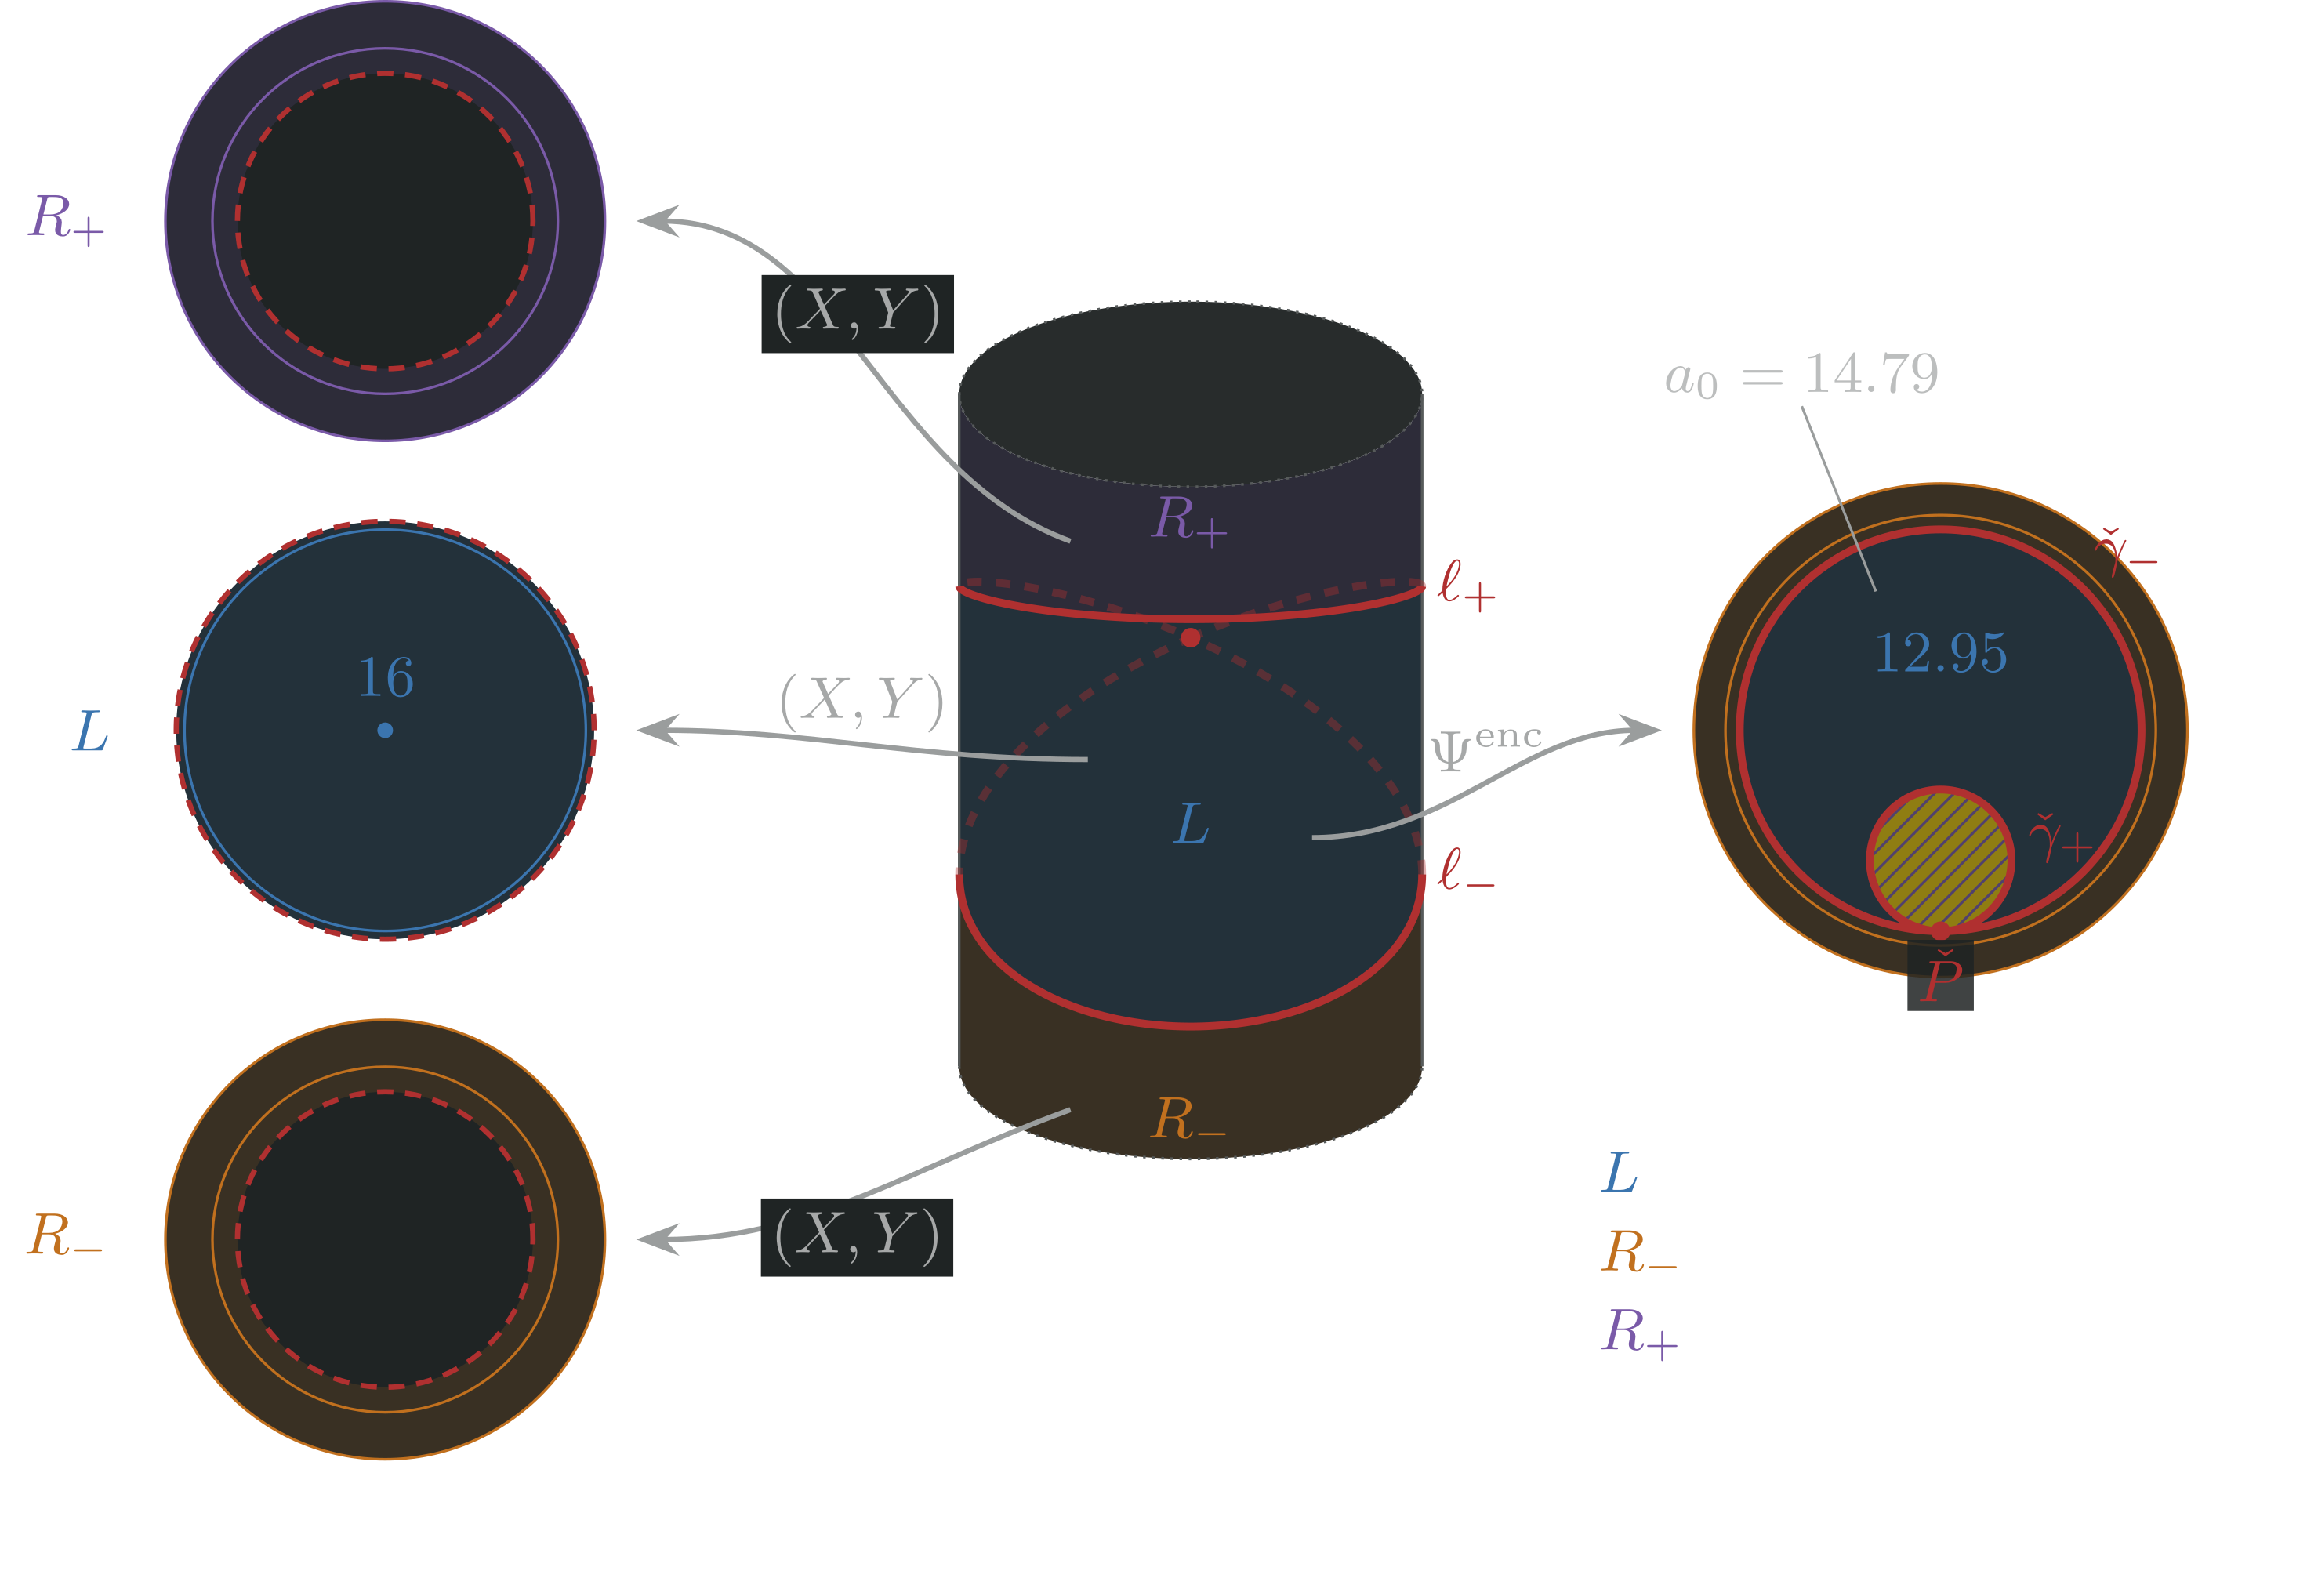 R₊
(X, Y)
a₀ = 14.79
R₊
γ̌₋
ℓ₊
16
12.95
(X, Y)
L
Ψᵉⁿᶜ
L
γ̌₊
ℓ₋
P̌
R₋
L
R₋
(X, Y)
R₋
R₊